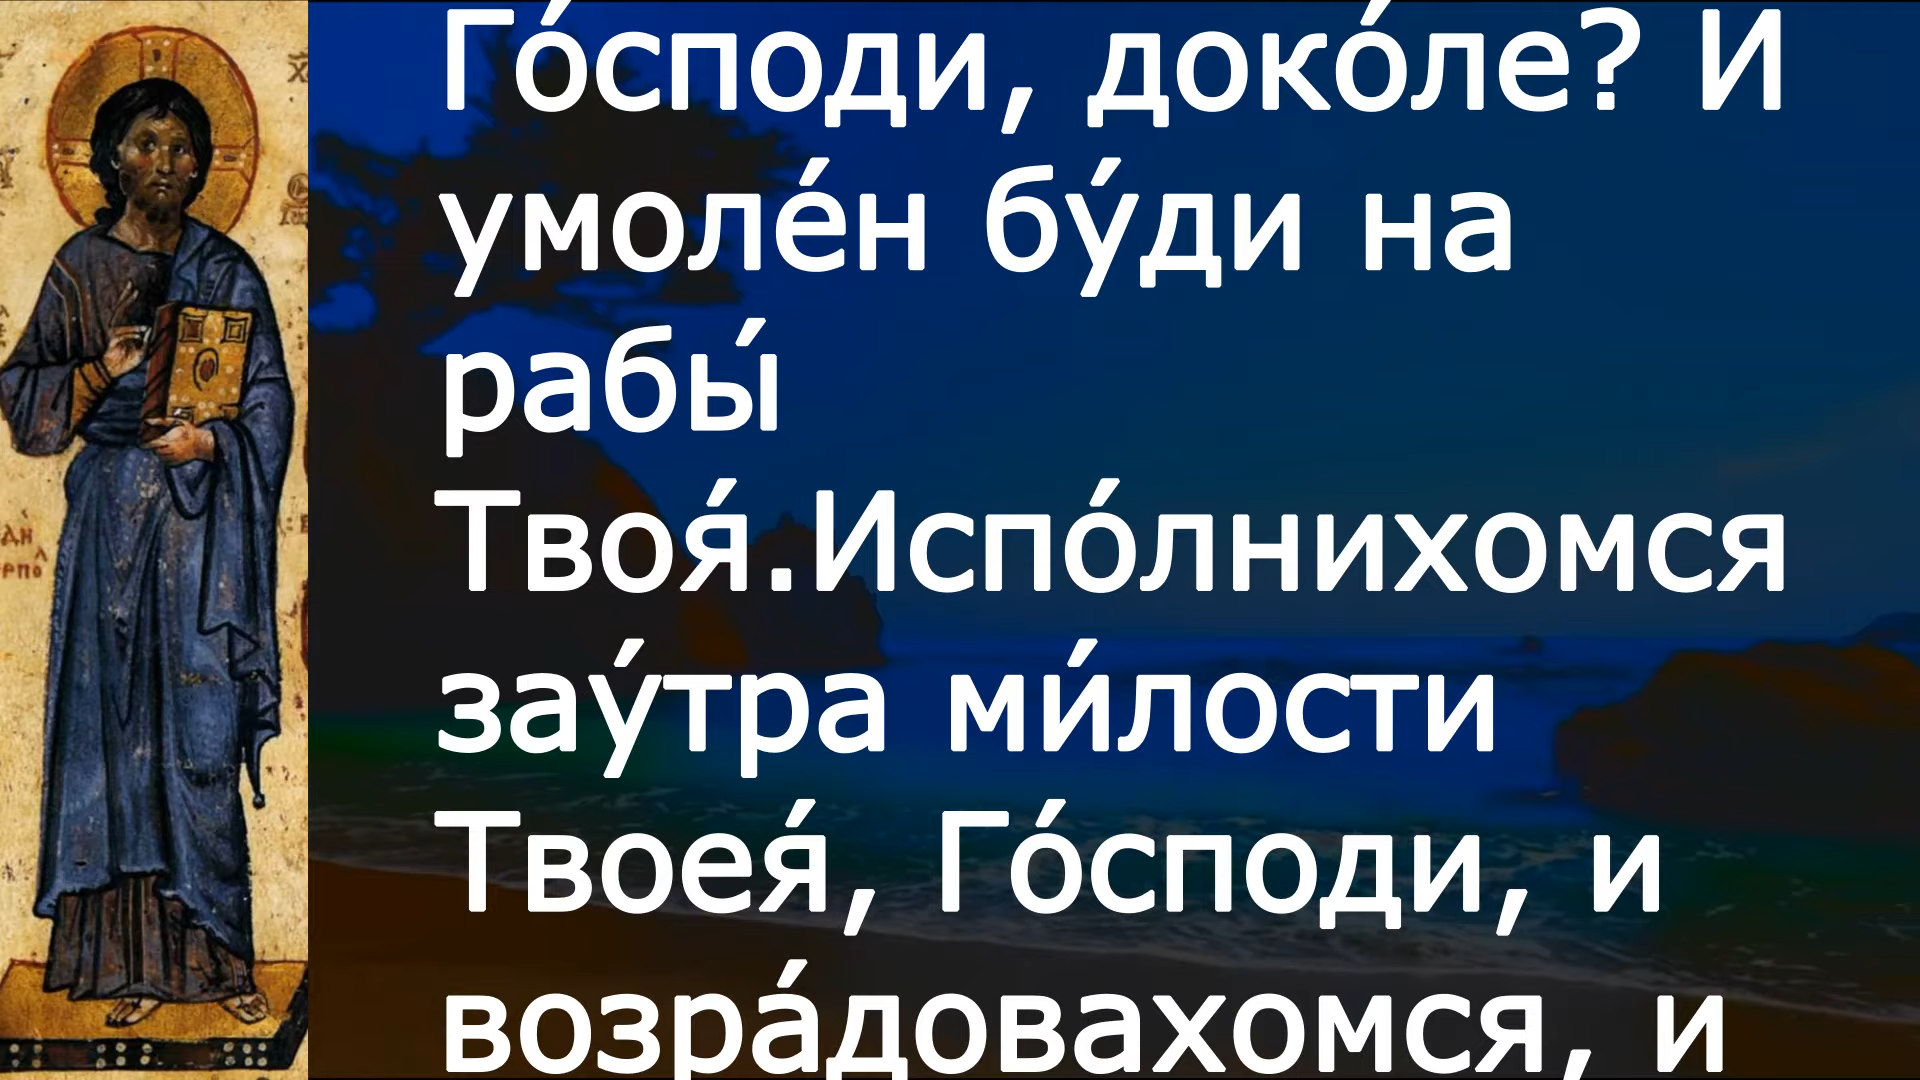 Го́споди, доко́ле? И
умоле́н бу́ди на
рабы́
Твоя́.Испо́лнихомся
зау́тра ми́лости
Твоея́, Го́споди, и
возра́довахомся, и